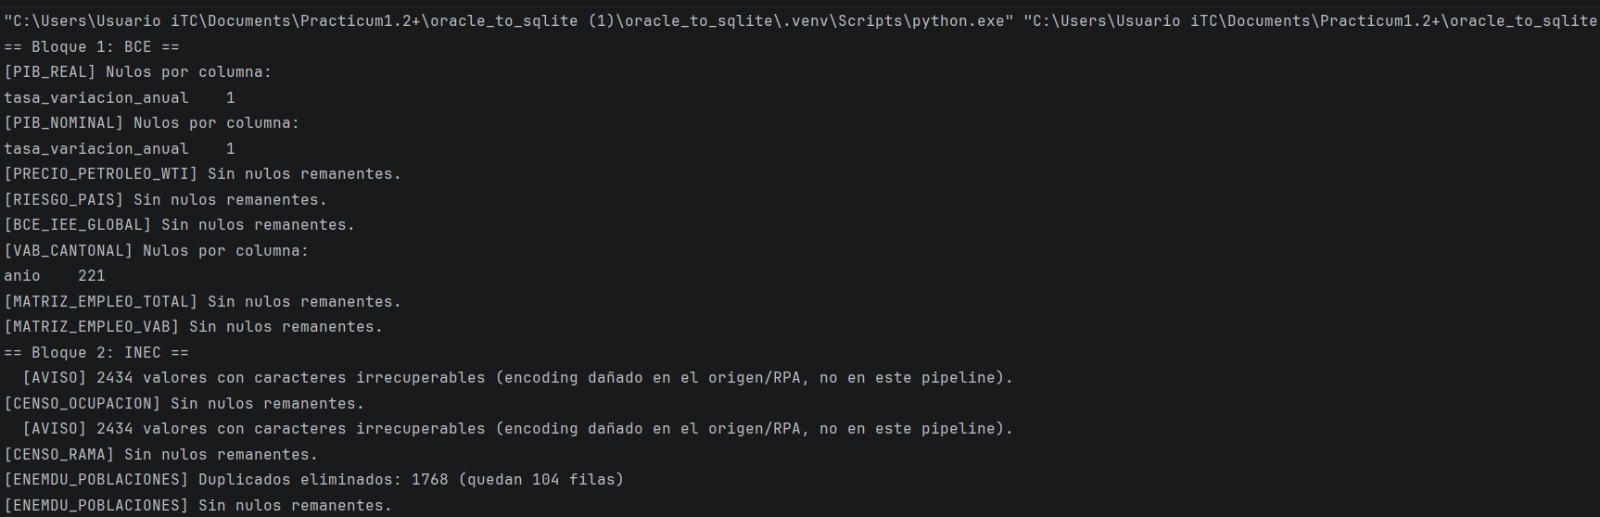 "C:\Users\Usuario iTC\Documents\Practicum1.2+\oracle_to_sqlite (1)\oracle_to_sqlite\.venv\Scripts\python.exe" "C:\Users\Usuario iTC\Documents\Practicum1.2+\oracle_to_sqlite
== Bloque 1: BCE ==
[PIB_REAL] Nulos por columna:
tasa_variacion_anual    1
[PIB_NOMINAL] Nulos por columna:
tasa_variacion_anual    1
[PRECIO_PETROLEO_WTI] Sin nulos remanentes.
[RIESGO_PAIS] Sin nulos remanentes.
[BCE_IEE_GLOBAL] Sin nulos remanentes.
[VAB_CANTONAL] Nulos por columna:
anio    221
[MATRIZ_EMPLEO_TOTAL] Sin nulos remanentes.
[MATRIZ_EMPLEO_VAB] Sin nulos remanentes.
== Bloque 2: INEC ==
  [AVISO] 2434 valores con caracteres irrecuperables (encoding dañado en el origen/RPA, no en este pipeline).
[CENSO_OCUPACION] Sin nulos remanentes.
  [AVISO] 2434 valores con caracteres irrecuperables (encoding dañado en el origen/RPA, no en este pipeline).
[CENSO_RAMA] Sin nulos remanentes.
[ENEMDU_POBLACIONES] Duplicados eliminados: 1768 (quedan 104 filas)
[ENEMDU_POBLACIONES] Sin nulos remanentes.